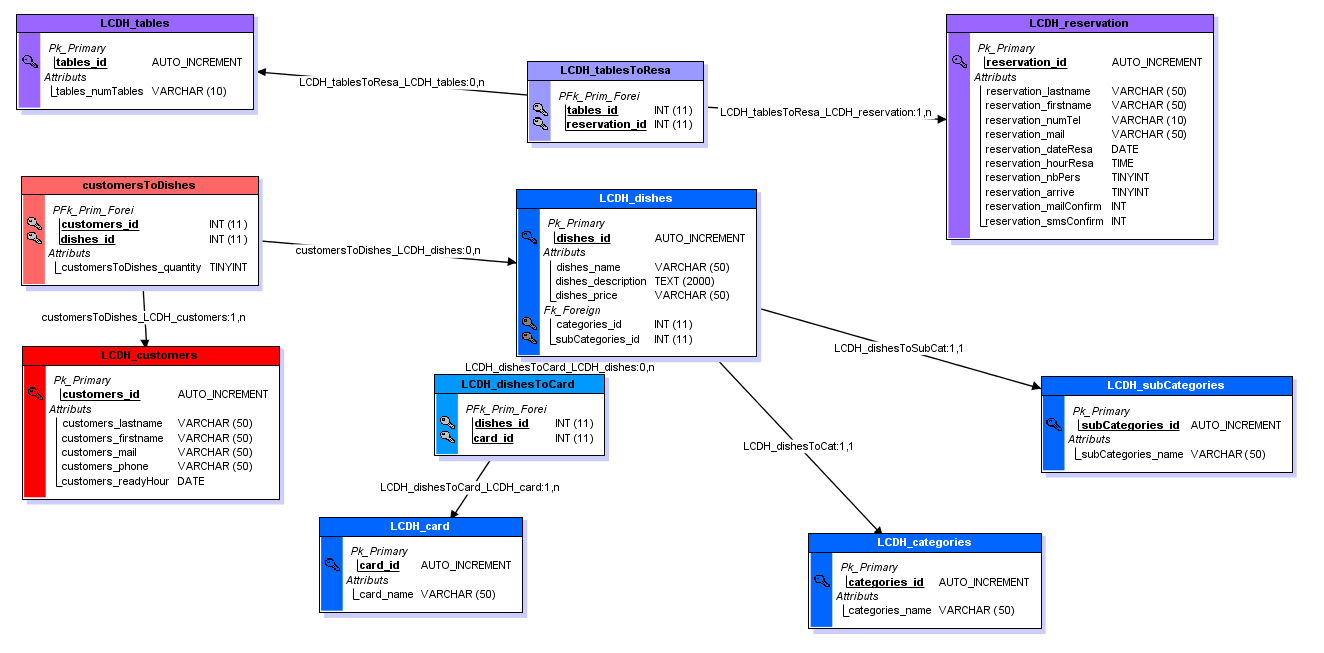 LCDH_tables
Pk_Primary
tables_id AUTO_INCREMENT
Attributs
tables_numTables VARCHAR (10)
LCDH_tablesToResa_LCDH_tables:0,n
LCDH_tablesToResa
PFk_Prim_Forei
tables_id INT (11)
reservation_id INT (11)
LCDH_tablesToResa_LCDH_reservation:1,n
LCDH_reservation
Pk_Primary
reservation_id AUTO_INCREMENT
Attributs
reservation_lastname VARCHAR (50)
reservation_firstname VARCHAR (50)
reservation_numTel VARCHAR (10)
reservation_mail VARCHAR (50)
reservation_dateResa DATE
reservation_hourResa TIME
reservation_nbPers TINYINT
reservation_arrive TINYINT
reservation_mailConfirm INT
reservation_smsConfirm INT
customersToDishes
PFk_Prim_Forei
customers_id INT (11)
dishes_id INT (11)
Attributs
customersToDishes_quantity TINYINT
customersToDishes_LCDH_dishes:0,n
customersToDishes_LCDH_customers:1,n
LCDH_dishes
Pk_Primary
dishes_id AUTO_INCREMENT
Attributs
dishes_name VARCHAR (50)
dishes_description TEXT (2000)
dishes_price VARCHAR (50)
Fk_Foreign
categories_id INT (11)
subCategories_id INT (11)
LCDH_dishesToSubCat:1,1
LCDH_customers
Pk_Primary
customers_id AUTO_INCREMENT
Attributs
customers_lastname VARCHAR (50)
customers_firstname VARCHAR (50)
customers_mail VARCHAR (50)
customers_phone VARCHAR (50)
customers_readyHour DATE
LCDH_dishesToCard_LCDH_dishes:0,n
LCDH_dishesToCard
PFk_Prim_Forei
dishes_id INT (11)
card_id INT (11)
LCDH_subCategories
Pk_Primary
subCategories_id AUTO_INCREMENT
Attributs
subCategories_name VARCHAR (50)
LCDH_dishesToCat:1,1
LCDH_dishesToCard_LCDH_card:1,n
LCDH_card
Pk_Primary
card_id AUTO_INCREMENT
Attributs
card_name VARCHAR (50)
LCDH_categories
Pk_Primary
categories_id AUTO_INCREMENT
Attributs
categories_name VARCHAR (50)